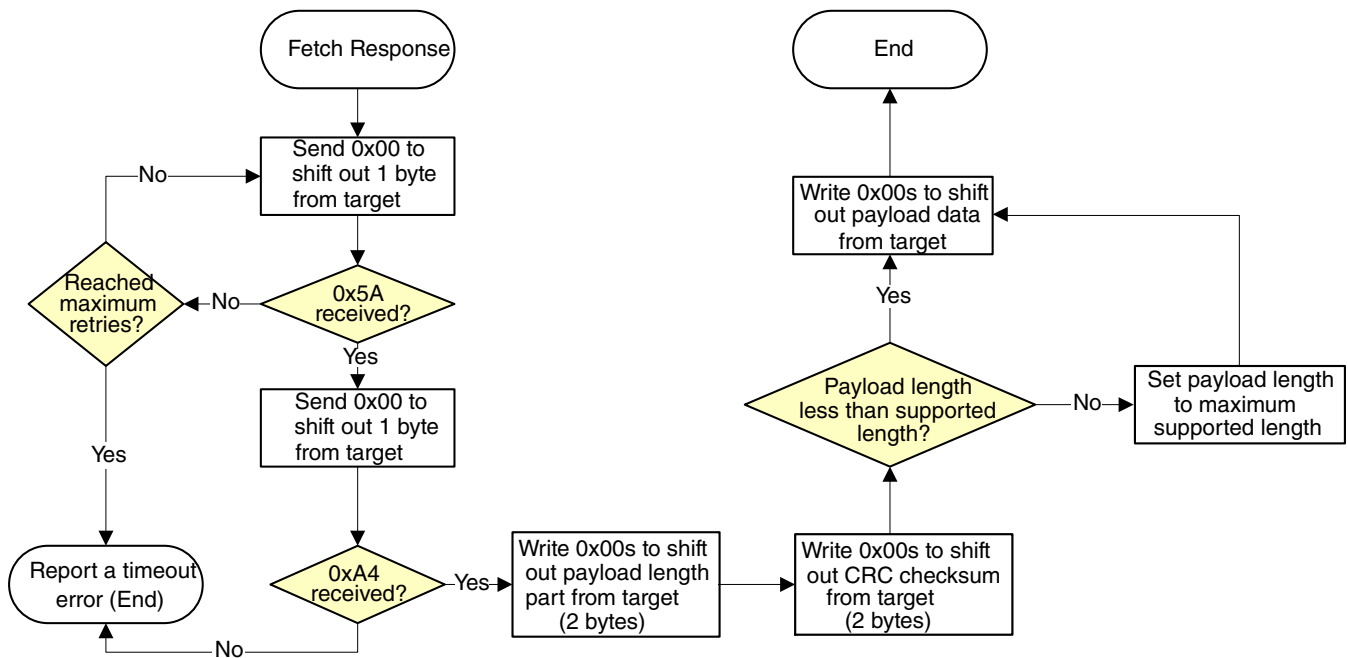 Fetch Response
End
Send 0x00 to
shift out 1 byte
from target
No
Write 0x00s to shift
out payload data
from target
Reached
maximum
retries?
No
0x5A
received?
Yes
Yes
Send 0x00 to
shift out 1 byte
from target
Payload length
less than supported
length?
No
Set payload length
to maximum
supported length
Yes
Report a timeout
error (End)
0xA4
received?
Yes
Write 0x00s to shift
out payload length
part from target
(2 bytes)
Write 0x00s to shift
out CRC checksum
from target
(2 bytes)
No